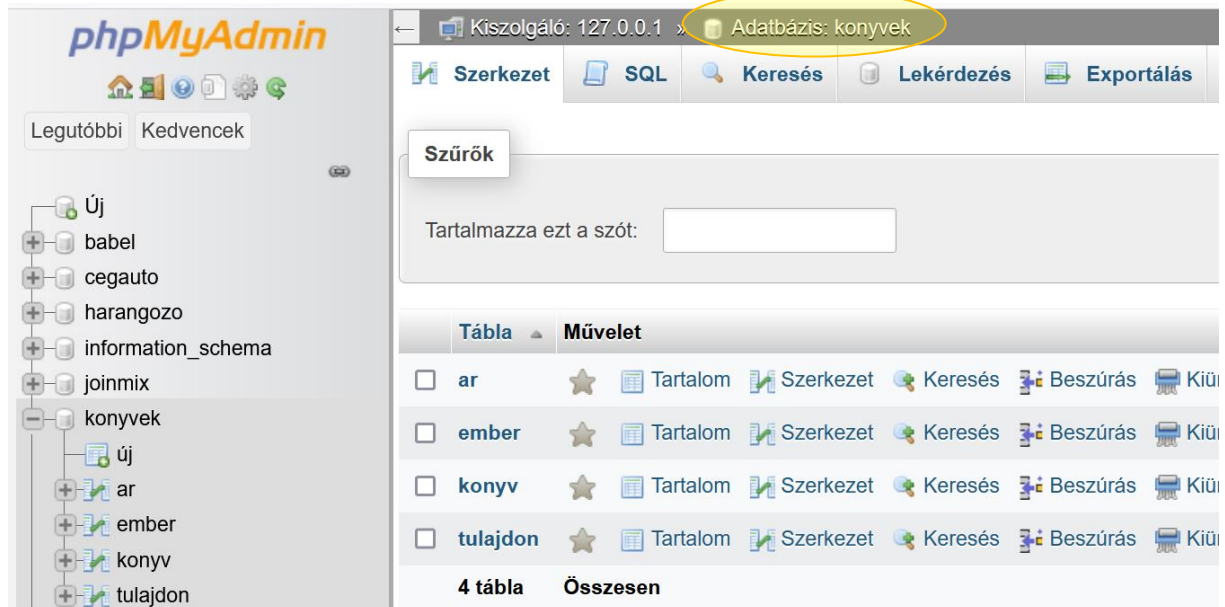 phpMyAdmin
Legutóbbi Kedvencek
Új
babel
cegauto
harangozo
information_schema
joinmix
konyvek
új
ar
ember
konyv
tulajdon
← Kiszolgáló: 127.0.0.1 » Adatbázis: konyvek
Szerkezet SQL Keresés Lekérdezés Exportálás
Szűrők
Tartalmazza ezt a szót:
Tábla Művelet
ar Tartalom Szerkezet Keresés Beszúrás
ember Tartalom Szerkezet Keresés Beszúrás
konyv Tartalom Szerkezet Keresés Beszúrás
tulajdon Tartalom Szerkezet Keresés Beszúrás
4 tábla Összesen